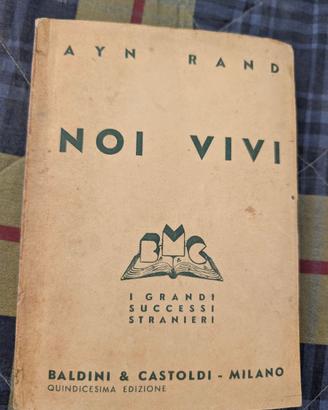 AYN RAND
NOI VIVI
BMC
I GRANDI
SUCCESSI
STRANIERI
BALDINI & CASTOLDI - MILANO
QUINDICESIMA EDIZIONE